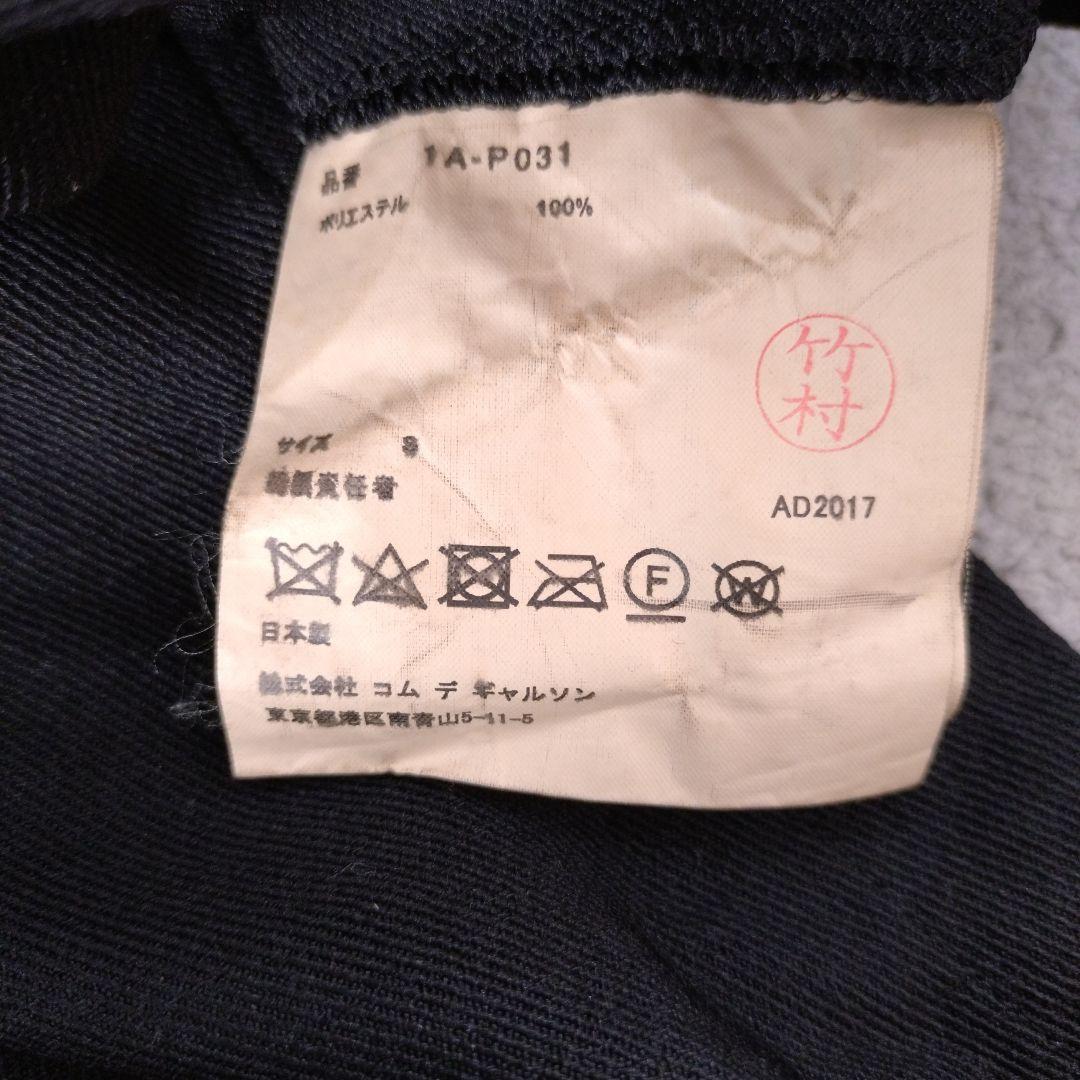 品番 1A-P031
ポリエステル 100%
竹
村
サイズ S
縫製責任者
AD2017
F
W
日本製
株式会社 コム デ ギャルソン
東京都港区南青山5-11-5